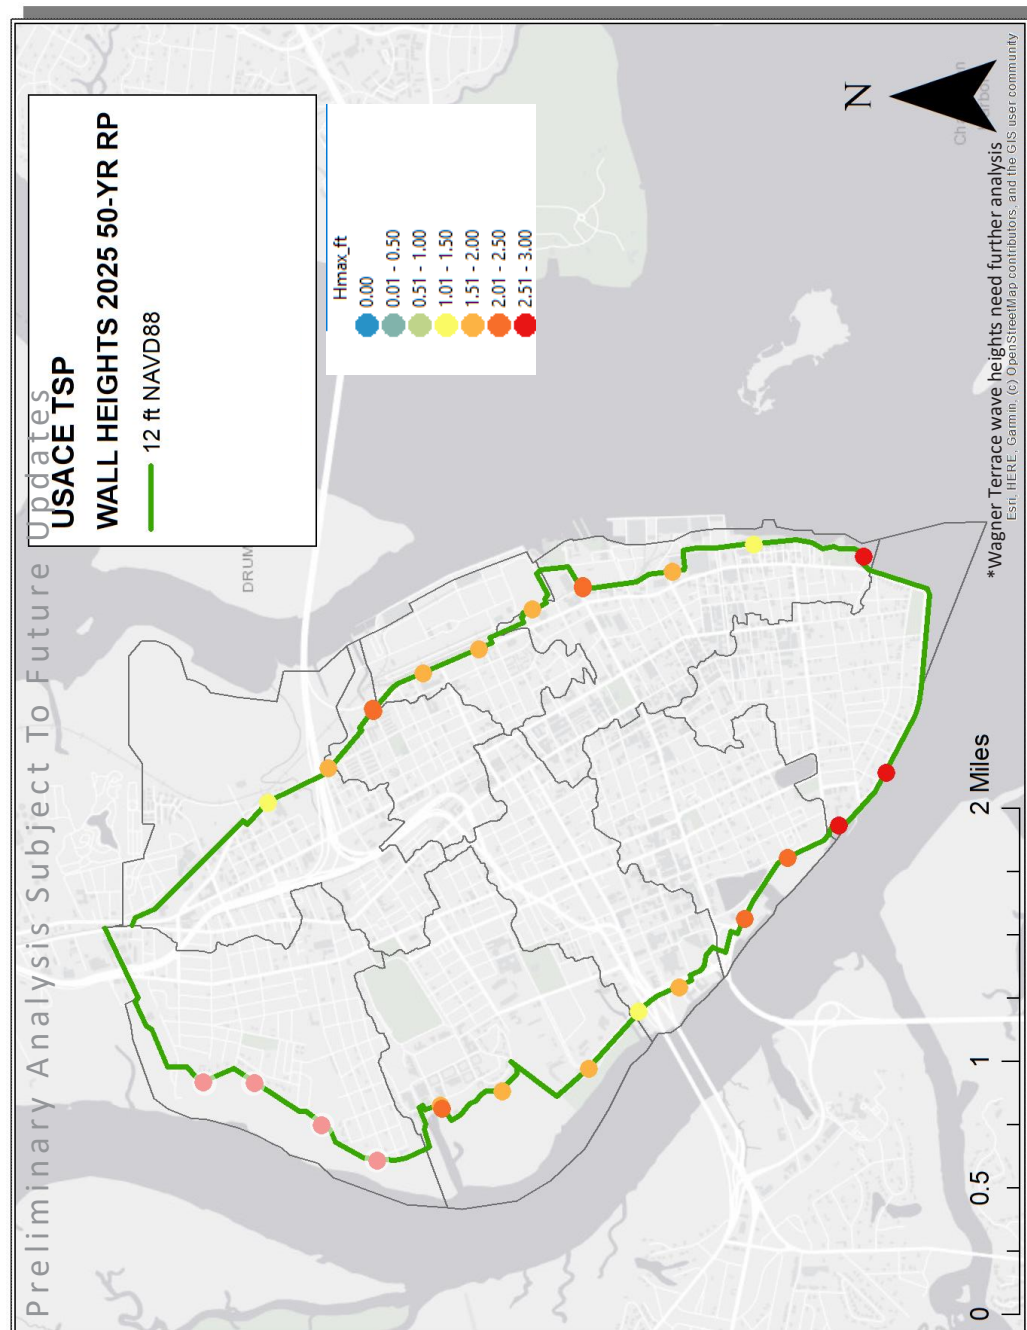 Preliminary Analysis Subject To Future Updates
USACE TSP
WALL HEIGHTS 2025 50-YR RP
12 ft NAVD88
Hmax_ft
0.00
0.01 - 0.50
0.51 - 1.00
1.01 - 1.50
1.51 - 2.00
2.01 - 2.50
2.51 - 3.00
N
DRUM
0 0.5 1 2 Miles
*Wagner Terrace wave heights need further analysis
Esri, HERE, Garmin, (c) OpenStreetMap contributors, and the GIS user community